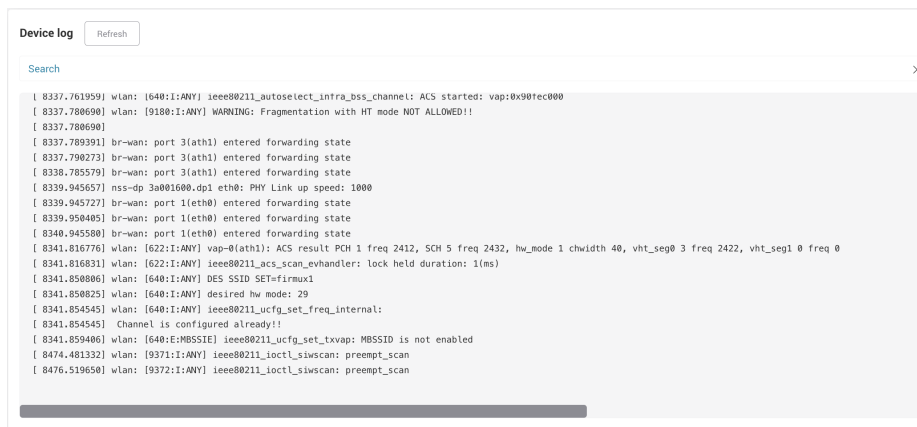 Device log
Refresh
Search
[ 8337.761959] wlan: [640:I:ANY] ieee80211_autoselect_infra_bss_channel: ACS started: vap:0x90fec000
[ 8337.780690] wlan: [9180:I:ANY] WARNING: Fragmentation with HT mode NOT ALLOWED!!
[ 8337.780690]
[ 8337.789391] br-wan: port 3(ath1) entered forwarding state
[ 8337.790273] br-wan: port 3(ath1) entered forwarding state
[ 8338.785579] br-wan: port 3(ath1) entered forwarding state
[ 8339.945657] nss-dp 3a001600.dp1 eth0: PHY Link up speed: 1000
[ 8339.945727] br-wan: port 1(eth0) entered forwarding state
[ 8339.950405] br-wan: port 1(eth0) entered forwarding state
[ 8340.945580] br-wan: port 1(eth0) entered forwarding state
[ 8341.816776] wlan: [622:I:ANY] vap-0(ath1): ACS result PCH 1 freq 2412, SCH 5 freq 2432, hw_mode 1 chwidth 40, vht_seg0 3 freq 2422, vht_seg1 0 freq 0
[ 8341.816831] wlan: [622:I:ANY] ieee80211_acs_scan_evhandler: lock held duration: 1(ms)
[ 8341.850806] wlan: [640:I:ANY] DES SSID SET=firmux1
[ 8341.850825] wlan: [640:I:ANY] desired hw mode: 29
[ 8341.854545] wlan: [640:I:ANY] ieee80211_ucfg_set_freq_internal:
[ 8341.854545]  Channel is configured already!!
[ 8341.859406] wlan: [640:E:MBSSIE] ieee80211_ucfg_set_txvap: MBSSID is not enabled
[ 8474.481332] wlan: [9371:I:ANY] ieee80211_ioctl_siwscan: preempt_scan
[ 8476.519650] wlan: [9372:I:ANY] ieee80211_ioctl_siwscan: preempt_scan